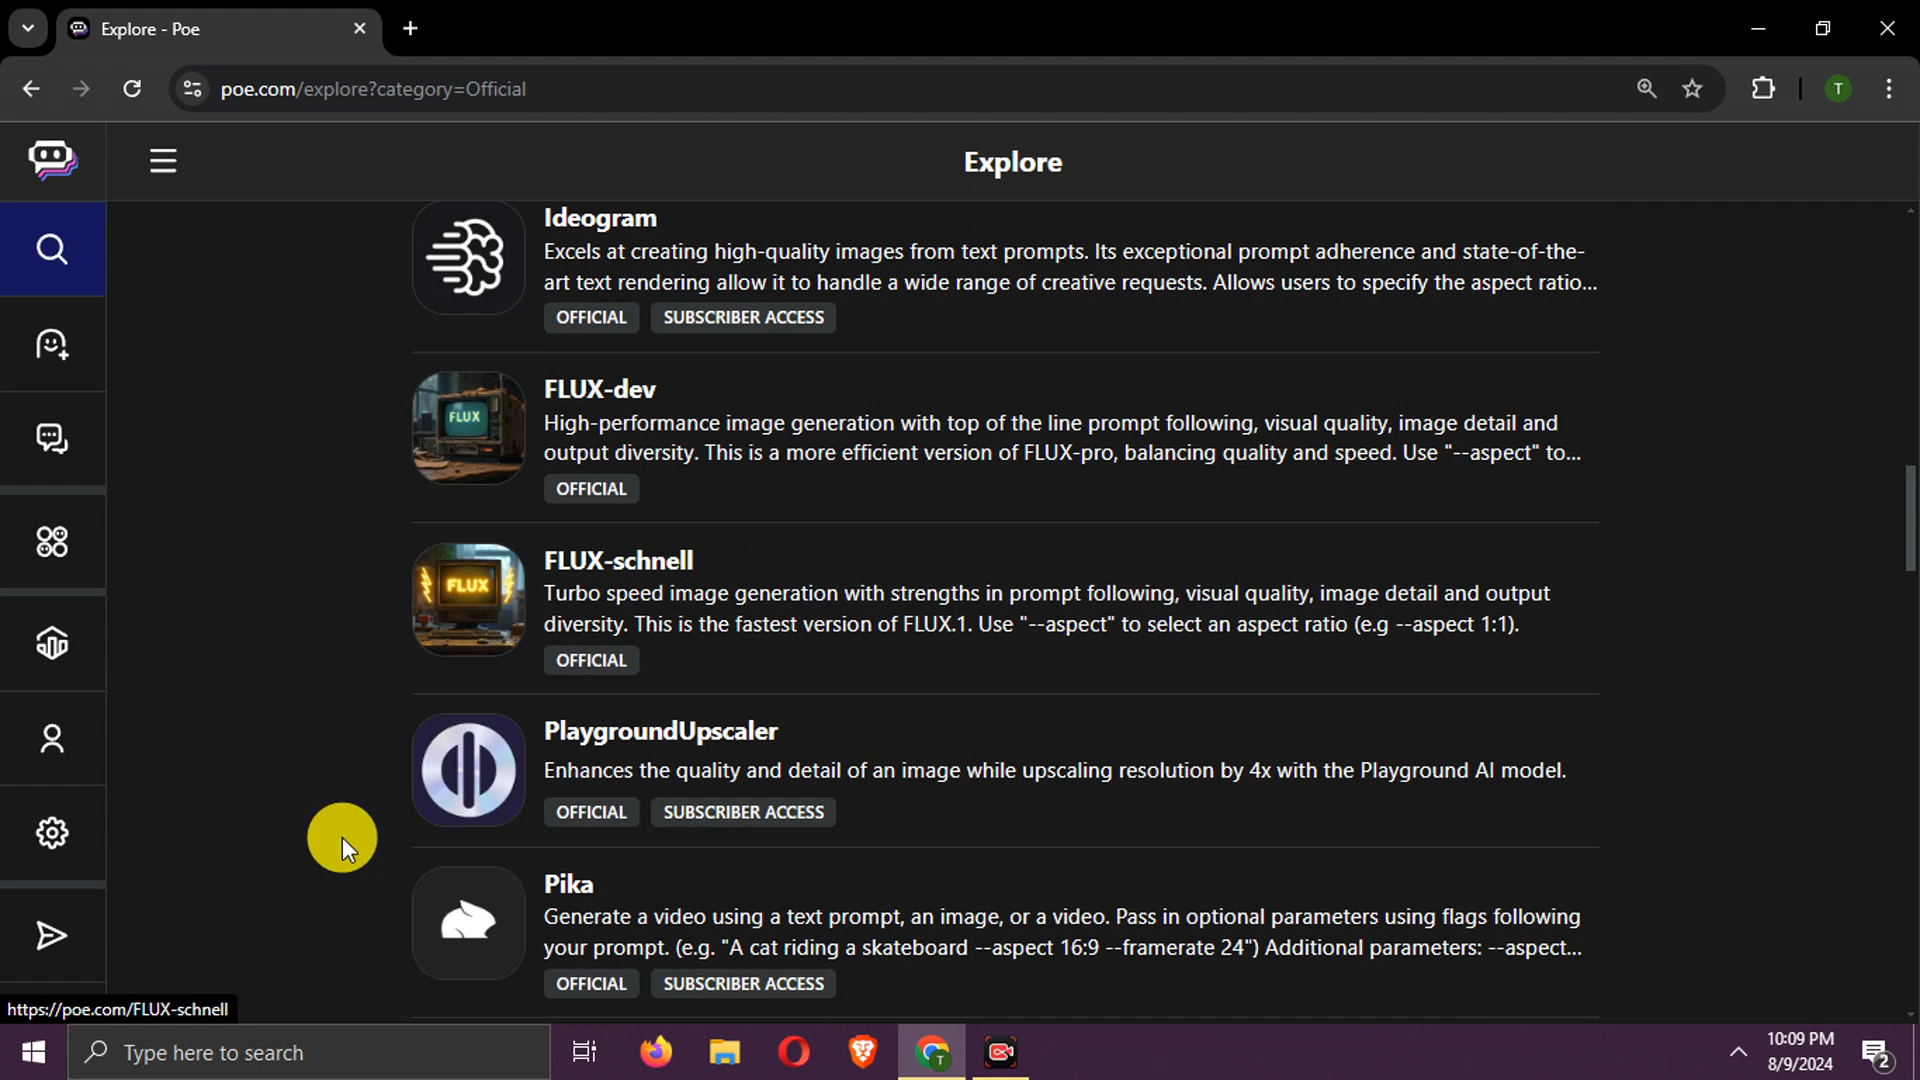 Explore - Poe
poe.com/explore?category=Official
T
Explore
Ideogram
Excels at creating high-quality images from text prompts. Its exceptional prompt adherence and state-of-the-
art text rendering allow it to handle a wide range of creative requests. Allows users to specify the aspect ratio...
OFFICIAL SUBSCRIBER ACCESS
FLUX
FLUX-dev
High-performance image generation with top of the line prompt following, visual quality, image detail and
output diversity. This is a more efficient version of FLUX-pro, balancing quality and speed. Use "--aspect" to...
OFFICIAL
FLUX
FLUX-schnell
Turbo speed image generation with strengths in prompt following, visual quality, image detail and output
diversity. This is the fastest version of FLUX.1. Use "--aspect" to select an aspect ratio (e.g --aspect 1:1).
OFFICIAL
PlaygroundUpscaler
Enhances the quality and detail of an image while upscaling resolution by 4x with the Playground AI model.
OFFICIAL SUBSCRIBER ACCESS
Pika
Generate a video using a text prompt, an image, or a video. Pass in optional parameters using flags following
your prompt. (e.g. "A cat riding a skateboard --aspect 16:9 --framerate 24") Additional parameters: --aspect...
OFFICIAL SUBSCRIBER ACCESS
https://poe.com/FLUX-schnell
Type here to search
T
10:09 PM
8/9/2024
2